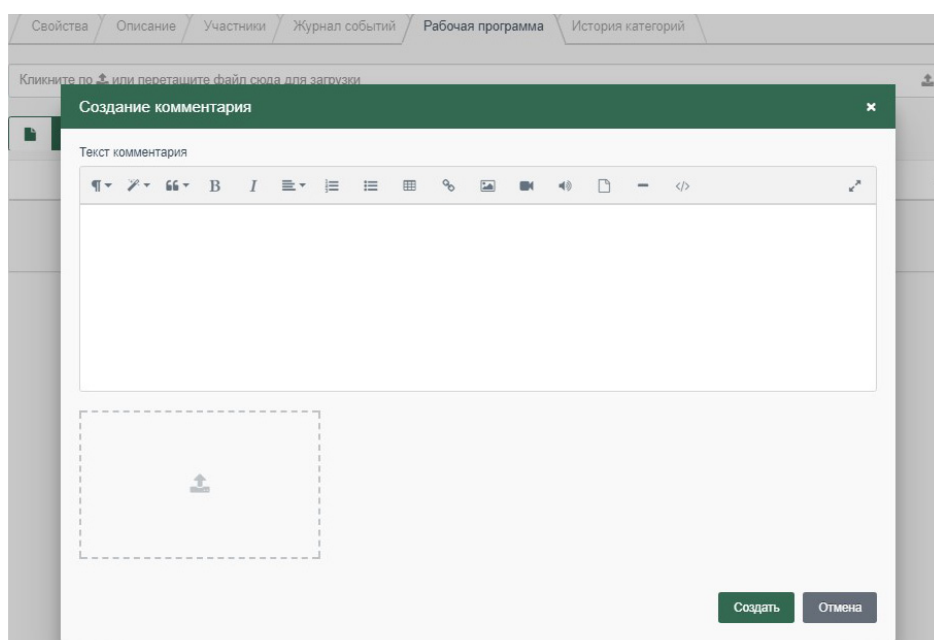 Свойства Описание Участники Журнал событий Рабочая программа История категорий
Кликните по или перетащите файл сюда для загрузки
Создание комментария
Текст комментария
B I
Создать Отмена